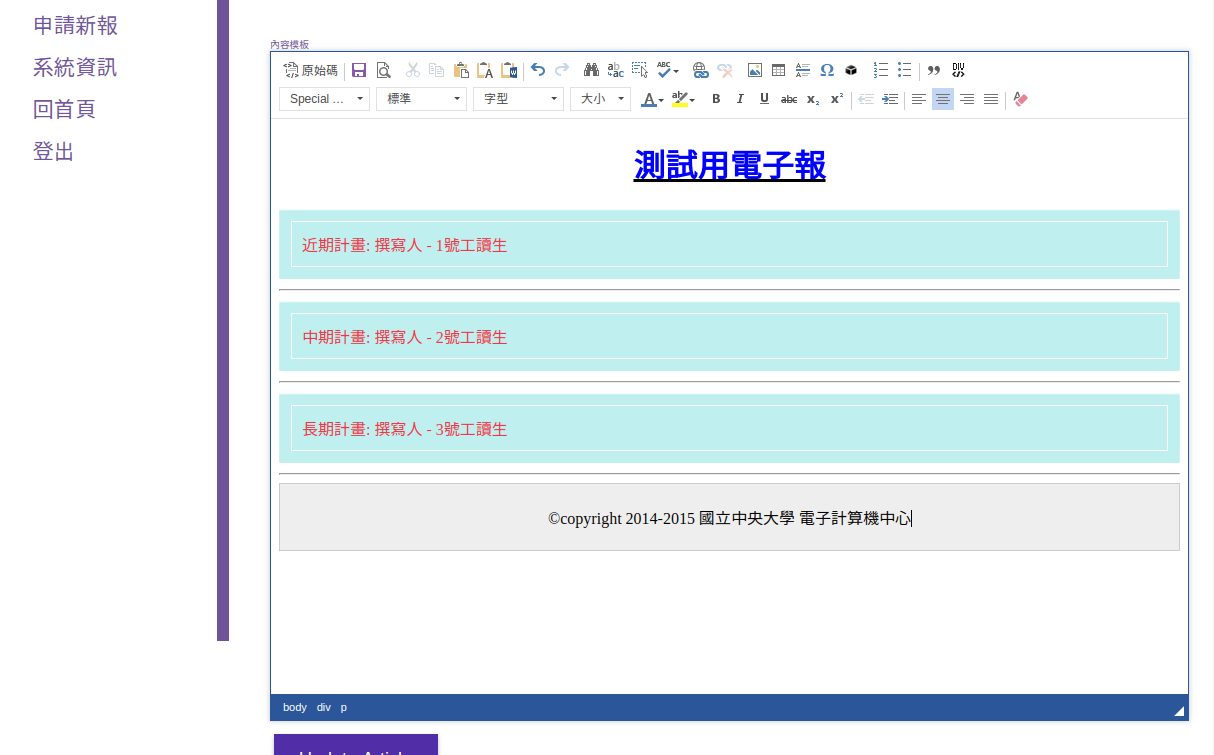 申請新報
系統資訊
回首頁
登出
內容模板
原始碼
Special ... 標準 字型 大小
測試用電子報
近期計畫: 撰寫人 - 1號工讀生
中期計畫: 撰寫人 - 2號工讀生
長期計畫: 撰寫人 - 3號工讀生
©copyright 2014-2015 國立中央大學 電子計算機中心
body div p